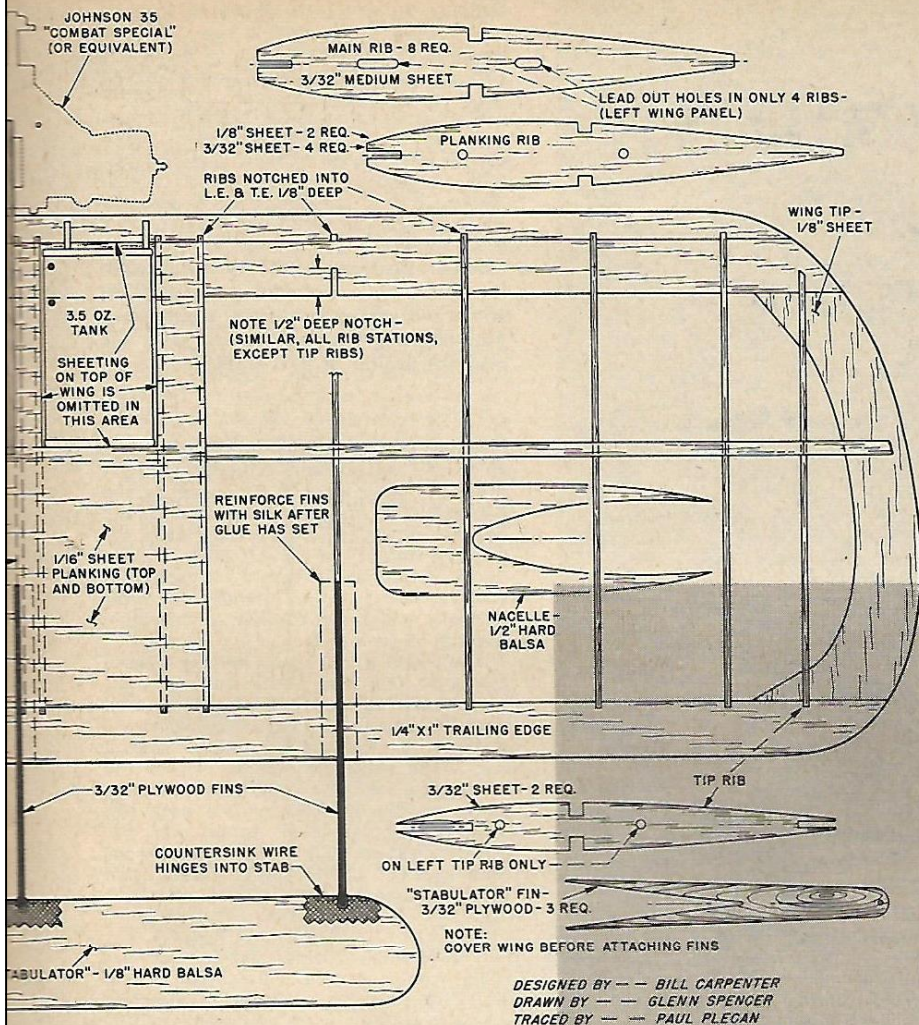 JOHNSON 35
"COMBAT SPECIAL"
(OR EQUIVALENT)
MAIN RIB - 8 REQ.
3/32" MEDIUM SHEET
LEAD OUT HOLES IN ONLY 4 RIBS-
(LEFT WING PANEL)
1/8" SHEET - 2 REQ.
3/32" SHEET - 4 REQ.
PLANKING RIB
RIBS NOTCHED INTO
L.E. & T.E. 1/8" DEEP
WING TIP -
1/8" SHEET
3.5 OZ.
TANK
NOTE 1/2" DEEP NOTCH-
(SIMILAR, ALL RIB STATIONS,
EXCEPT TIP RIBS)
SHEETING
ON TOP OF
WING IS
OMITTED IN
THIS AREA
REINFORCE FINS
WITH SILK AFTER
GLUE HAS SET
1/16" SHEET
PLANKING (TOP
AND BOTTOM)
NACELLE-
1/2" HARD
BALSA
1/4" X 1" TRAILING EDGE
3/32" PLYWOOD FINS
3/32" SHEET - 2 REQ.
TIP RIB
COUNTERSINK WIRE
HINGES INTO STAB
ON LEFT TIP RIB ONLY
"STABULATOR" FIN-
3/32" PLYWOOD - 3 REQ.
NOTE:
COVER WING BEFORE ATTACHING FINS
TABULATOR" - 1/8" HARD BALSA
DESIGNED BY — — BILL CARPENTER
DRAWN BY — — GLENN SPENCER
TRACED BY — — PAUL PLECAN